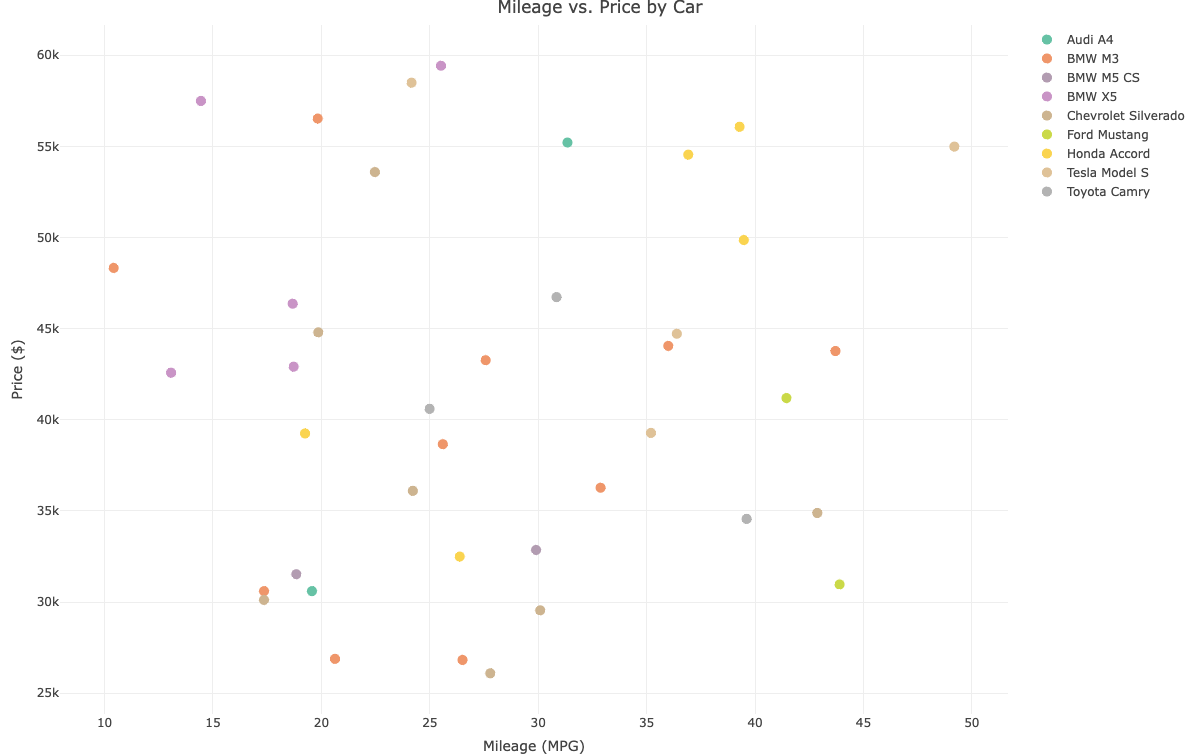 Mileage vs. Price by Car
Audi A4
BMW M3
BMW M5 CS
BMW X5
Chevrolet Silverado
Ford Mustang
Honda Accord
Tesla Model S
Toyota Camry
60k
55k
50k
45k
40k
35k
30k
25k
Price ($)
10 15 20 25 30 35 40 45 50
Mileage (MPG)